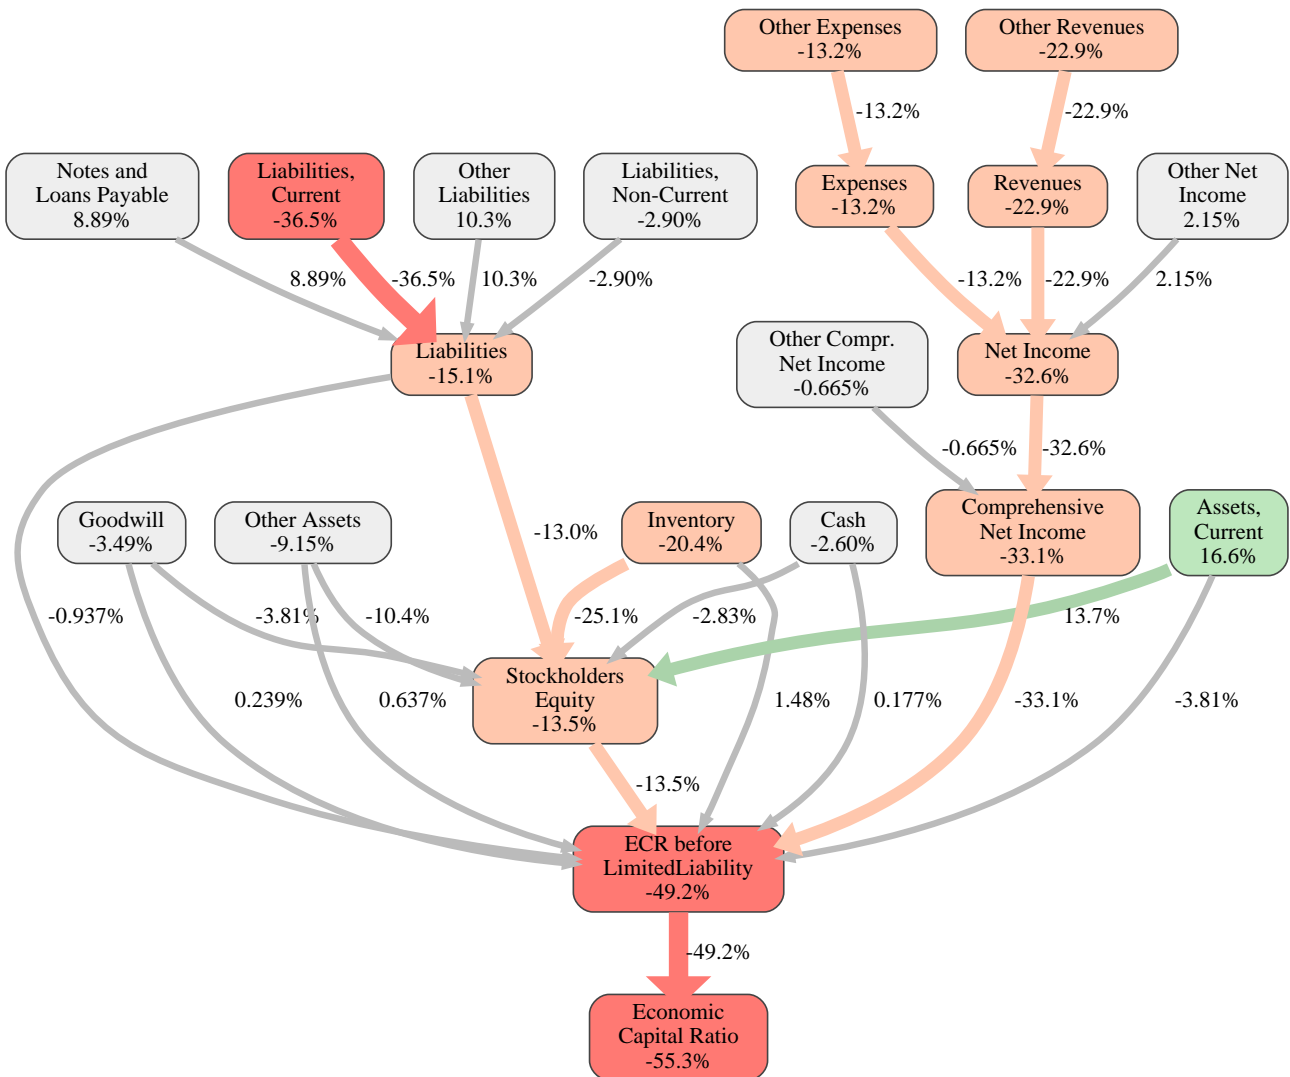 Other Expenses
-13.2%
Other Revenues
-22.9%
-13.2%
-22.9%
Notes and
Loans Payable
8.89%
Liabilities,
Current
-36.5%
Other
Liabilities
10.3%
Liabilities,
Non-Current
-2.90%
Expenses
-13.2%
Revenues
-22.9%
Other Net
Income
2.15%
8.89%
-36.5%
10.3%
-2.90%
-13.2%
-22.9%
2.15%
Liabilities
-15.1%
Other Compr.
Net Income
-0.665%
Net Income
-32.6%
-0.665%
-32.6%
Goodwill
-3.49%
Other Assets
-9.15%
-13.0%
Inventory
-20.4%
Cash
-2.60%
Comprehensive
Net Income
-33.1%
Assets,
Current
16.6%
-0.937%
-3.81%
-10.4%
-25.1%
-2.83%
13.7%
Stockholders
Equity
-13.5%
0.239%
0.637%
1.48%
0.177%
-33.1%
-3.81%
-13.5%
ECR before
LimitedLiability
-49.2%
-49.2%
Economic
Capital Ratio
-55.3%